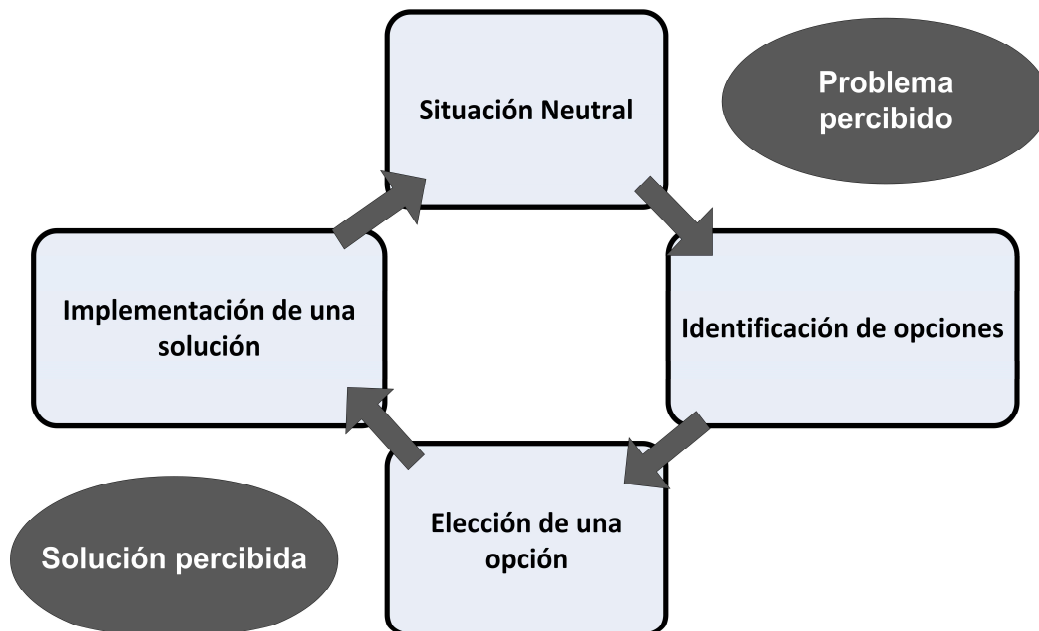 Situación Neutral
Problema
percibido
Implementación de una
solución
Identificación de opciones
Elección de una
opción
Solución percibida